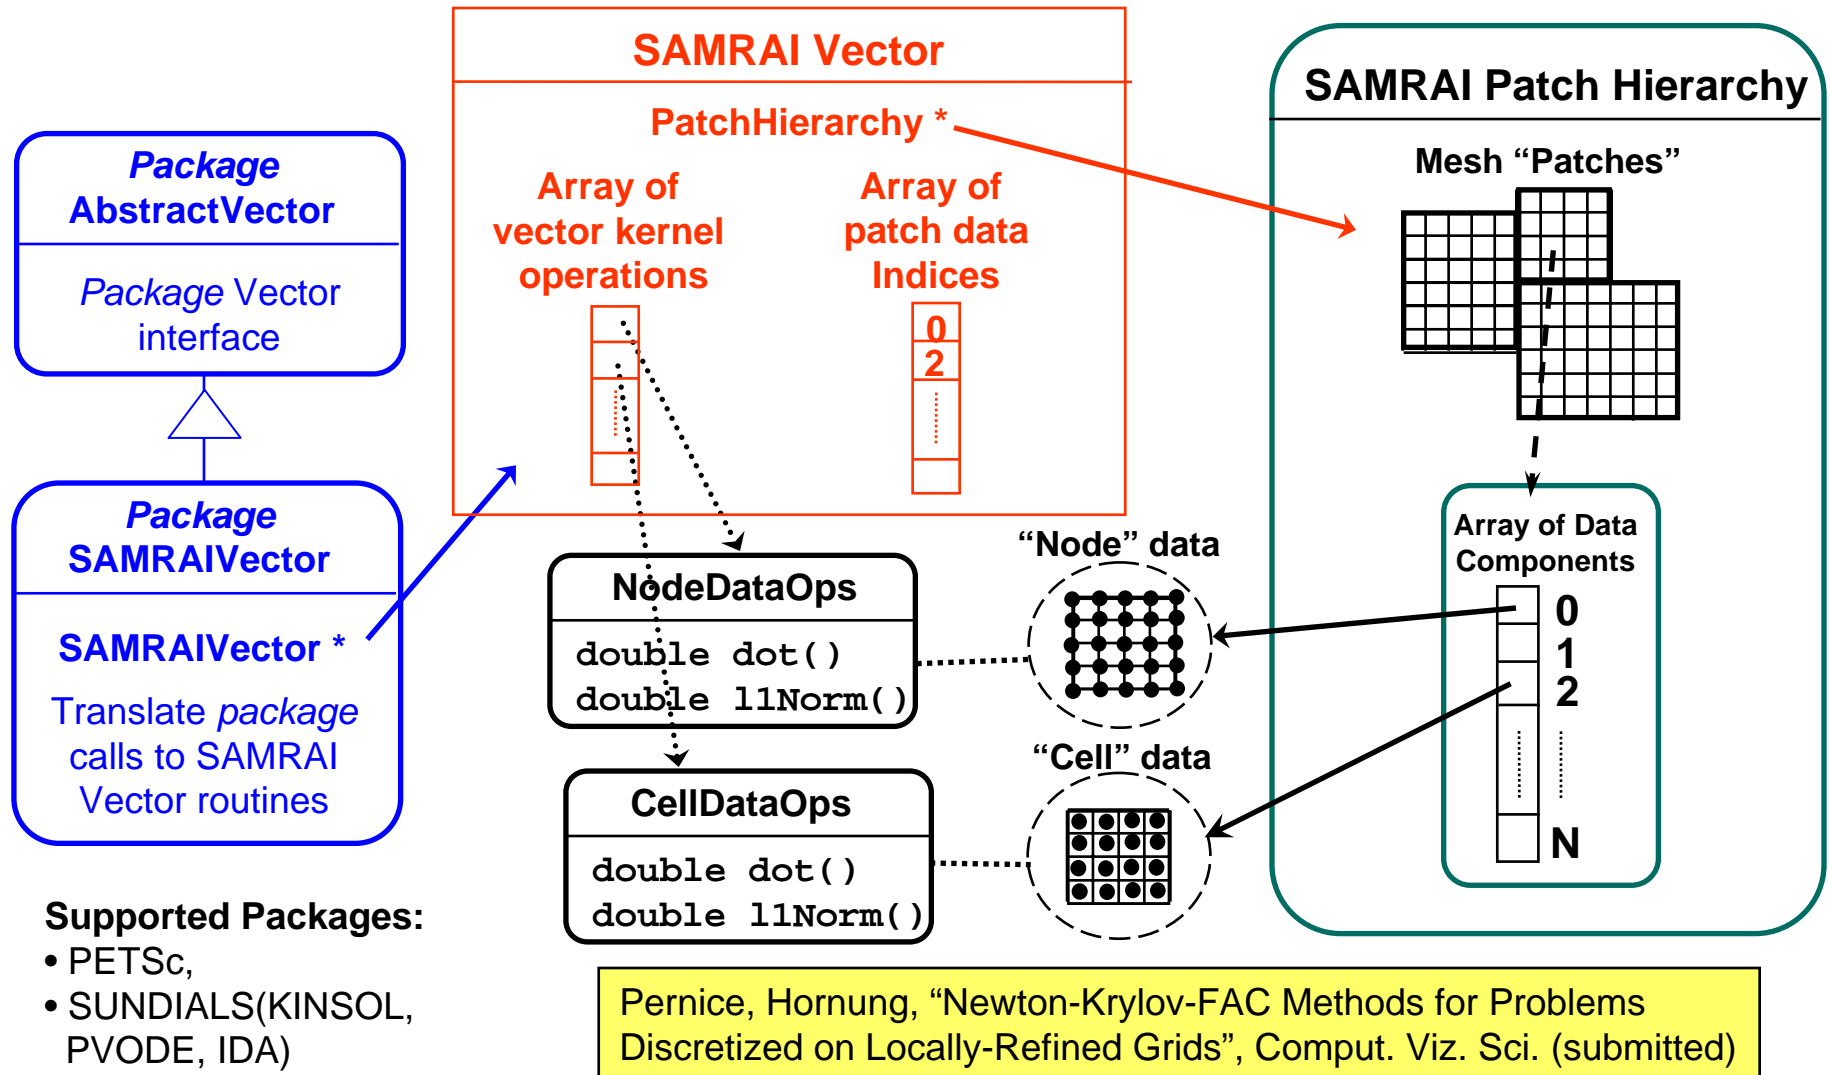 SAMRAI Vector
PatchHierarchy *
Array of
vector kernel
operations
Array of
patch data
Indices
0
2
Package
AbstractVector
Package Vector
interface
Package
SAMRAIVector
SAMRAIVector *
Translate package
calls to SAMRAI
Vector routines
Supported Packages:
• PETSc,
• SUNDIALS(KINSOL,
PVODE, IDA)
NodeDataOps
double dot()
double l1Norm()
CellDataOps
double dot()
double l1Norm()
“Node” data
“Cell” data
SAMRAI Patch Hierarchy
Mesh “Patches”
Array of Data
Components
0
1
2
N
Pernice, Hornung, “Newton-Krylov-FAC Methods for Problems
Discretized on Locally-Refined Grids”, Comput. Viz. Sci. (submitted)